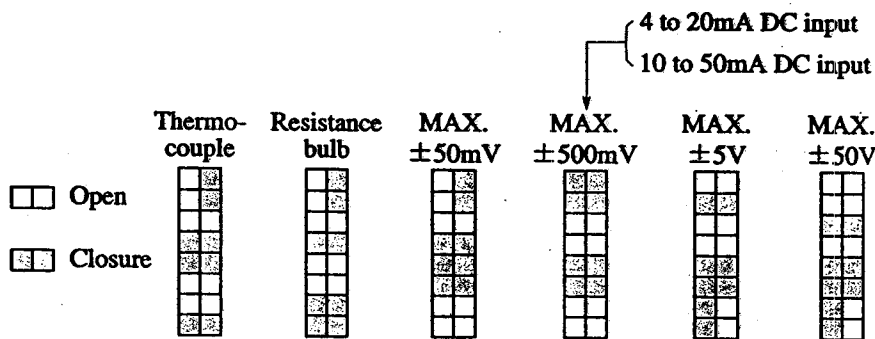 4 to 20mA DC input
10 to 50mA DC input
Thermo-
couple
Resistance
bulb
MAX.
±50mV
MAX.
±500mV
MAX.
±5V
MAX.
±50V
Open
Closure